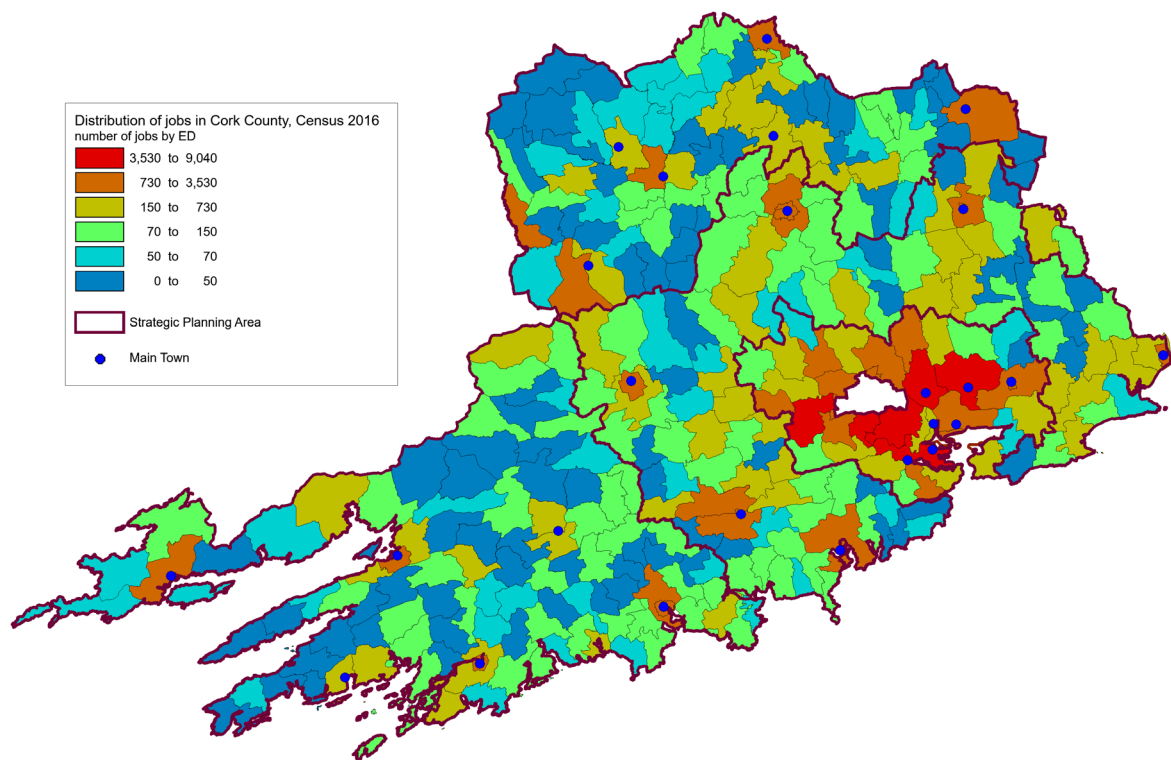 Distribution of jobs in Cork County, Census 2016
number of jobs by ED
3,530 to 9,040
730 to 3,530
150 to 730
70 to 150
50 to 70
0 to 50
Strategic Planning Area
Main Town